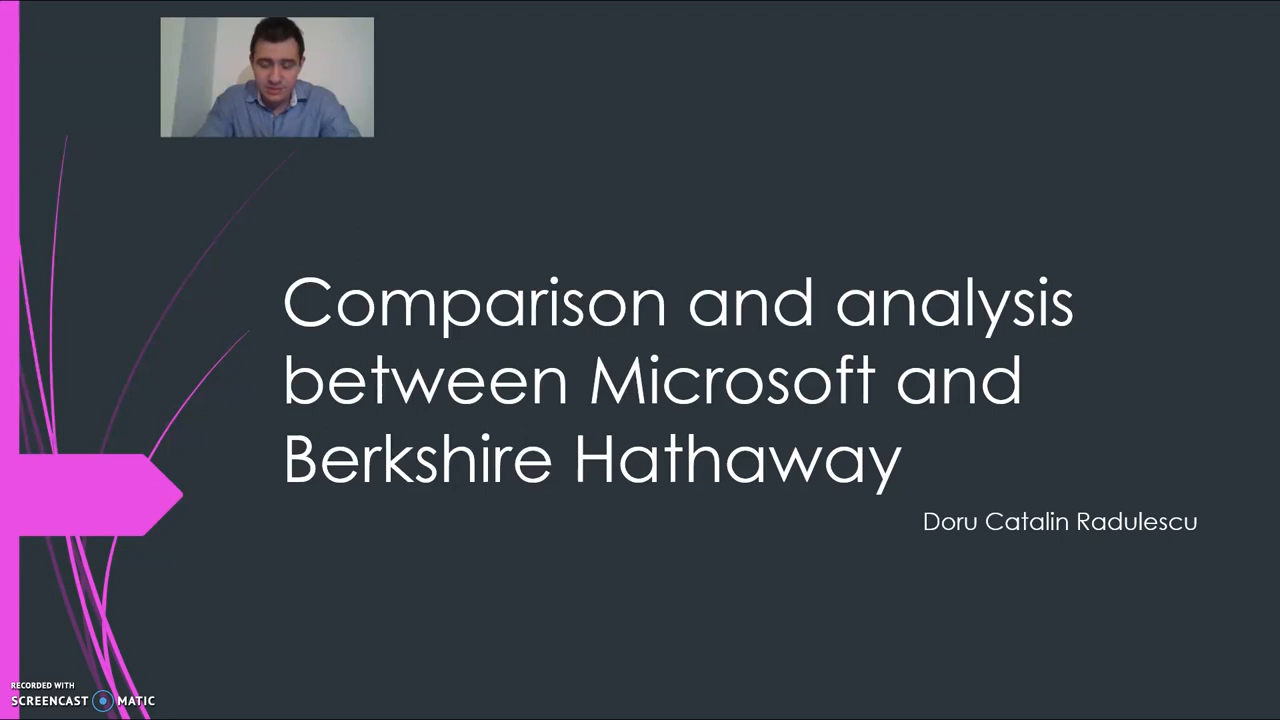 Comparison and analysis
between Microsoft and
Berkshire Hathaway
Doru Catalin Radulescu
RECORDED WITH
SCREENCAST MATIC